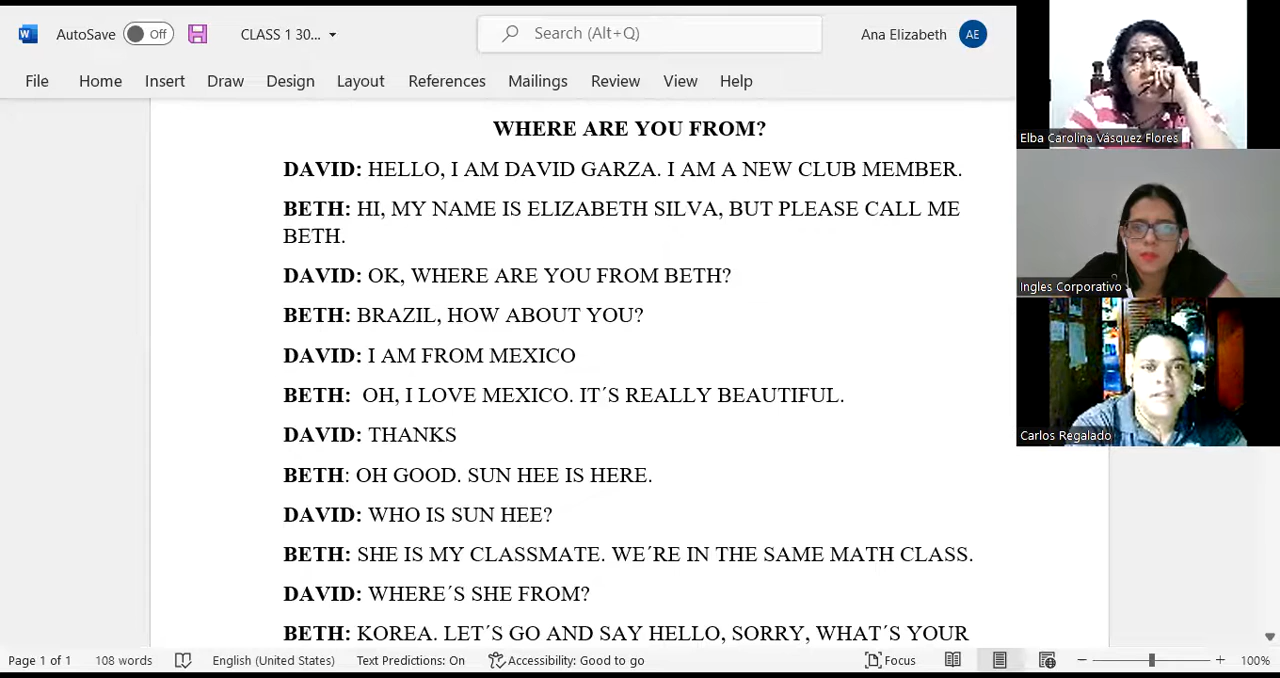 AutoSave Off CLASS 1 30... Search (Alt+Q) Ana Elizabeth AE
File Home Insert Draw Design Layout References Mailings Review View Help
WHERE ARE YOU FROM?
DAVID: HELLO, I AM DAVID GARZA. I AM A NEW CLUB MEMBER.
BETH: HI, MY NAME IS ELIZABETH SILVA, BUT PLEASE CALL ME
BETH.
DAVID: OK, WHERE ARE YOU FROM BETH?
BETH: BRAZIL, HOW ABOUT YOU?
DAVID: I AM FROM MEXICO
BETH: OH, I LOVE MEXICO. IT´S REALLY BEAUTIFUL.
DAVID: THANKS
BETH: OH GOOD. SUN HEE IS HERE.
DAVID: WHO IS SUN HEE?
BETH: SHE IS MY CLASSMATE. WE´RE IN THE SAME MATH CLASS.
DAVID: WHERE´S SHE FROM?
BETH: KOREA. LET´S GO AND SAY HELLO, SORRY, WHAT´S YOUR
Page 1 of 1 108 words English (United States) Text Predictions: On Accessibility: Good to go Focus 100%
Elba Carolina Vásquez Flores
Ingles Corporativo
Carlos Regalado